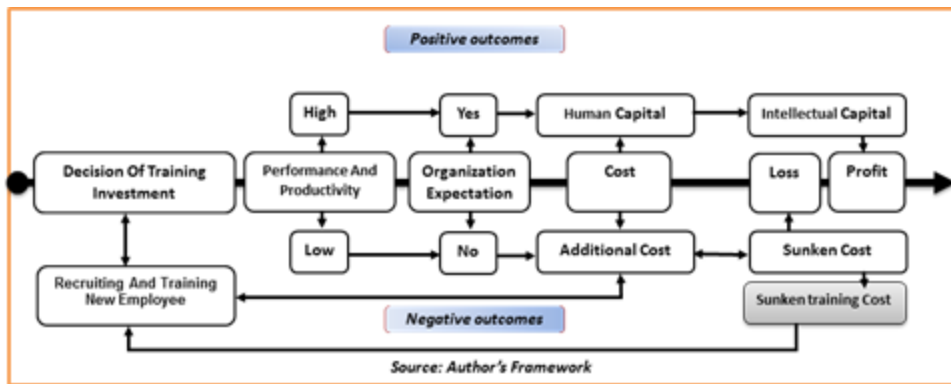 Positive outcomes
High
Yes
Human Capital
Intellectual Capital
Decision Of Training
Investment
Performance And
Productivity
Organization
Expectation
Cost
Loss
Profit
Low
No
Additional Cost
Sunken Cost
Recruiting And Training
New Employee
Sunken training Cost
Negative outcomes
Source: Author's Framework